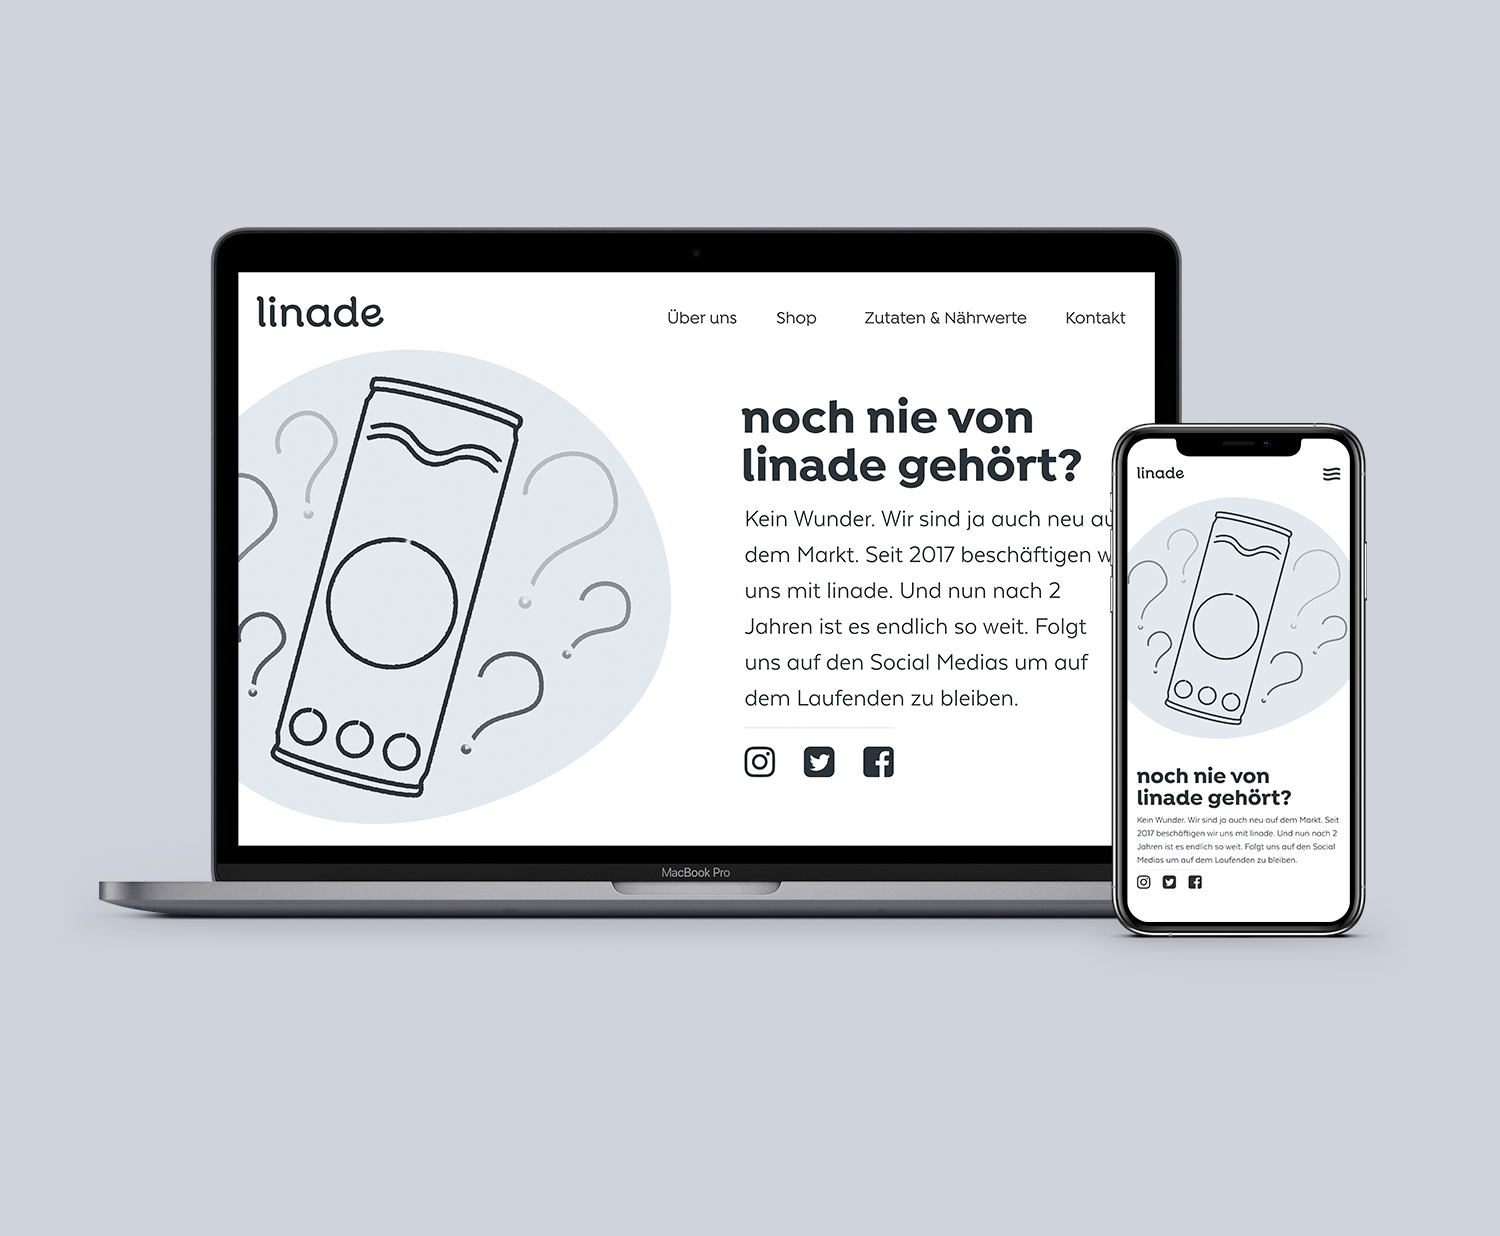 linade
Über uns Shop Zutaten & Nährwerte Kontakt
noch nie von
linade gehört?
Kein Wunder. Wir sind ja auch neu
dem Markt. Seit 2017 beschäftigen
uns mit linade. Und nun nach 2
Jahren ist es endlich so weit. Folgt
uns auf den Social Medias um auf
dem Laufenden zu bleiben.
MacBook Pro
linade
noch nie von
linade gehört?
Kein Wunder. Wir sind ja auch neu auf dem Markt. Seit
2017 beschäftigen wir uns mit linade. Und nun nach 2
Jahren ist es endlich so weit. Folgt uns auf den Social
Medias um auf dem Laufenden zu bleiben.